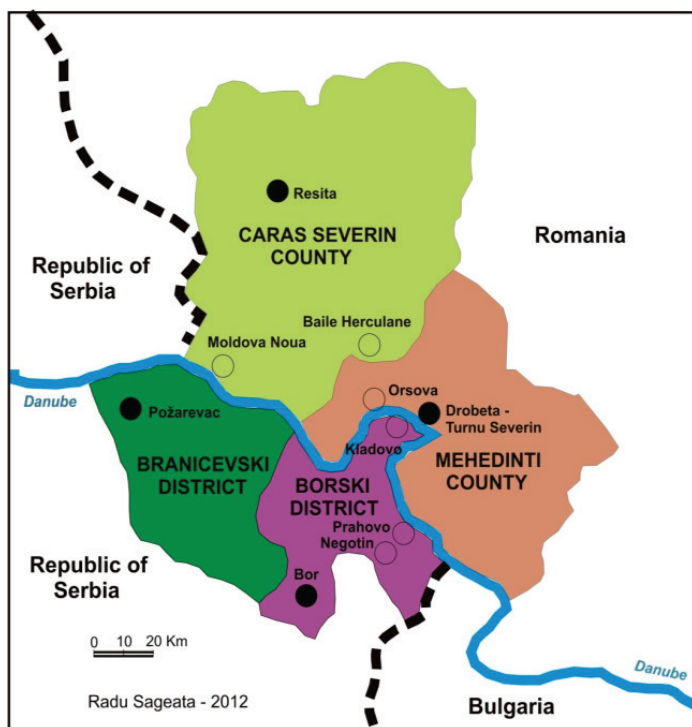 Resita
CARAS SEVERIN
COUNTY
Romania
Republic of
Serbia
Baile Herculane
Moldova Noua
Orsova
Danube
Požarevac
Drobeta -
Turnu Severin
Kladovo
BRANICEVSKI
DISTRICT
BORSKI
DISTRICT
MEHEDINTI
COUNTY
Prahovo
Negotin
Republic of
Serbia
Bor
0 10 20 Km
Danube
Radu Sageata - 2012
Bulgaria